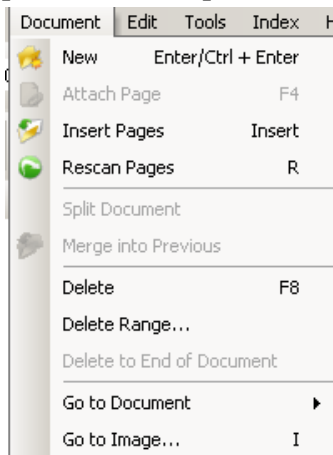 Document Edit Tools Index
New Enter/Ctrl + Enter
Attach Page F4
Insert Pages Insert
Rescan Pages R
Split Document
Merge into Previous
Delete F8
Delete Range...
Delete to End of Document
Go to Document
Go to Image... I